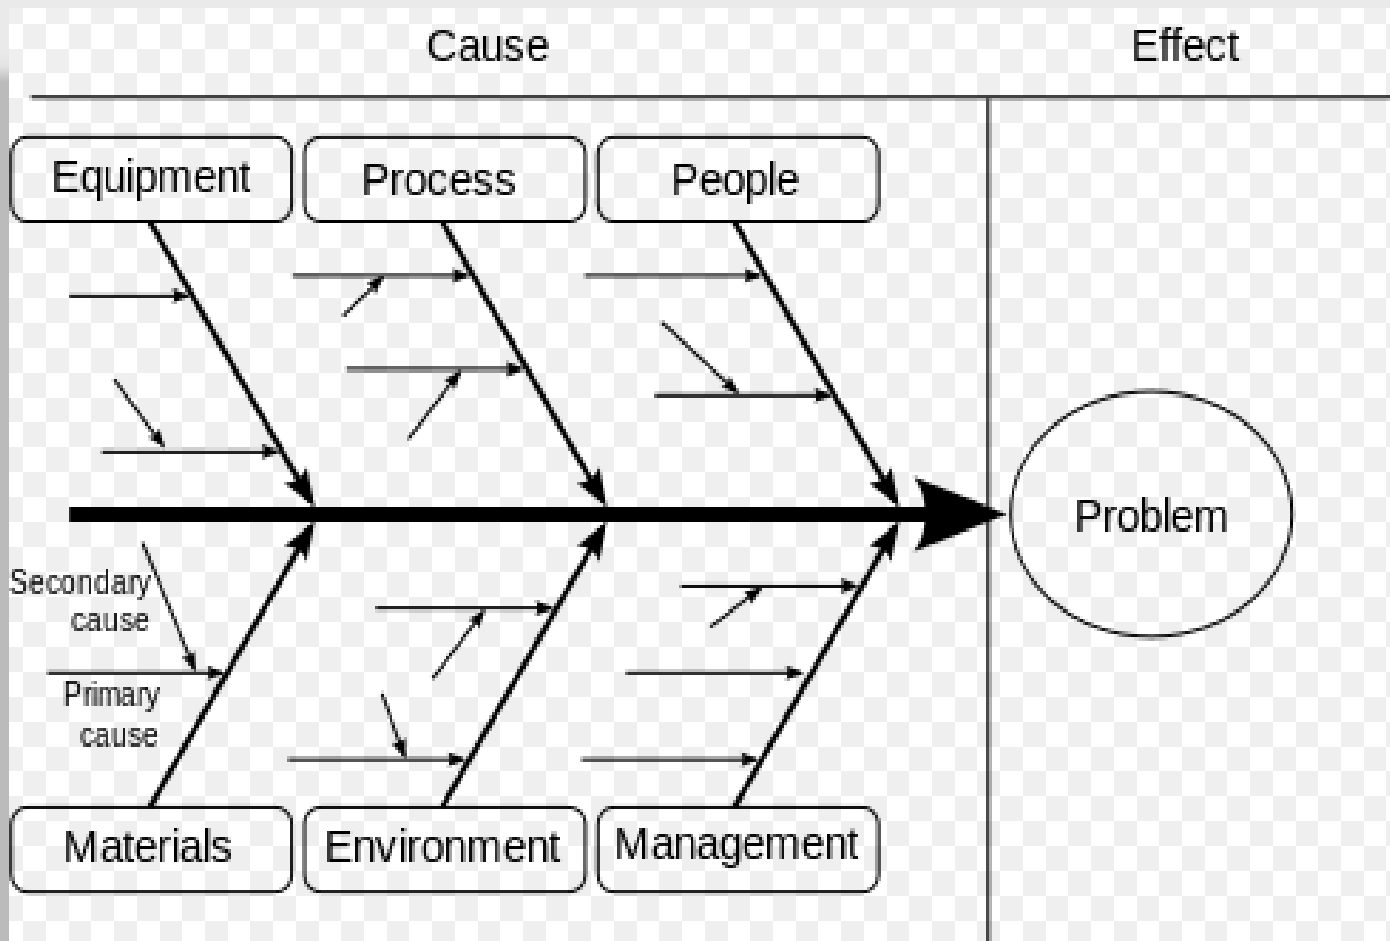 Cause
Effect
Equipment
Process
People
Problem
Secondary
cause
Primary
cause
Materials
Environment
Management